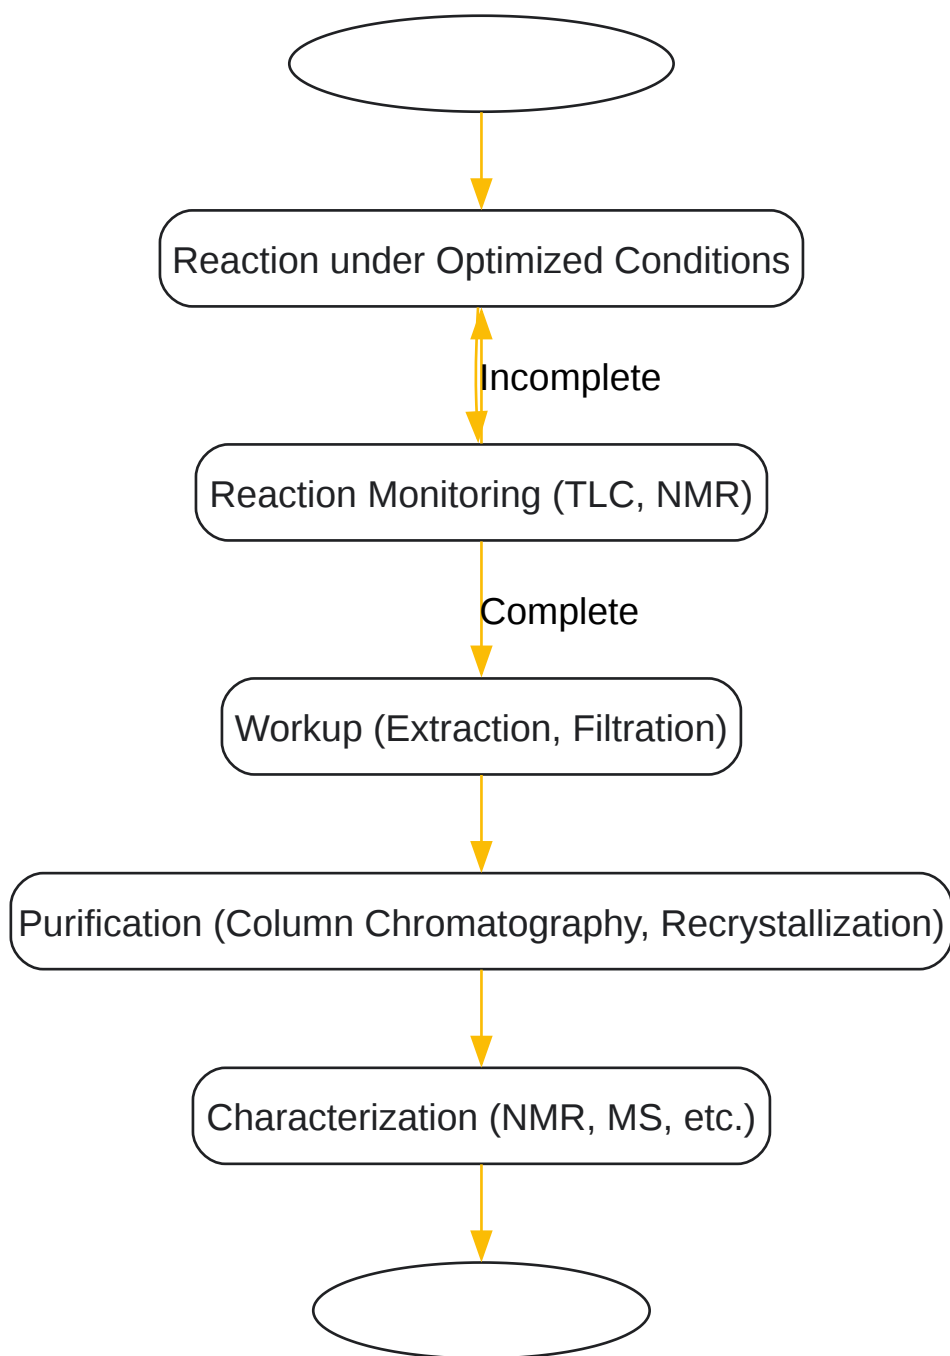 Reaction under Optimized Conditions
Incomplete
Reaction Monitoring (TLC, NMR)
Complete
Workup (Extraction, Filtration)
Purification (Column Chromatography, Recrystallization)
Characterization (NMR, MS, etc.)